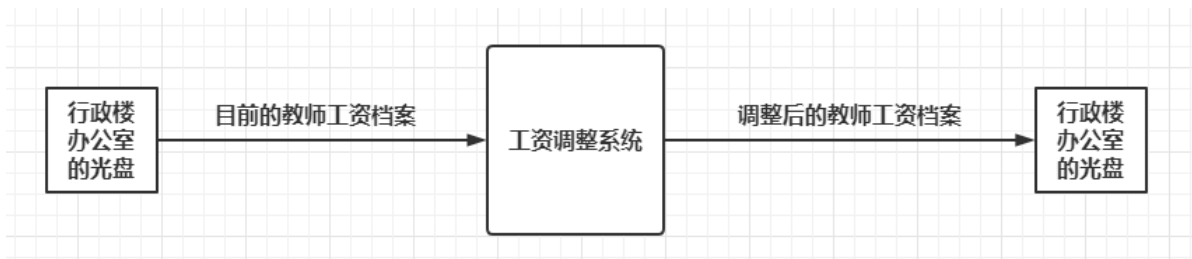 行政楼
办公室
的光盘
目前的教师工资档案
工资调整系统
调整后的教师工资档案
行政楼
办公室
的光盘